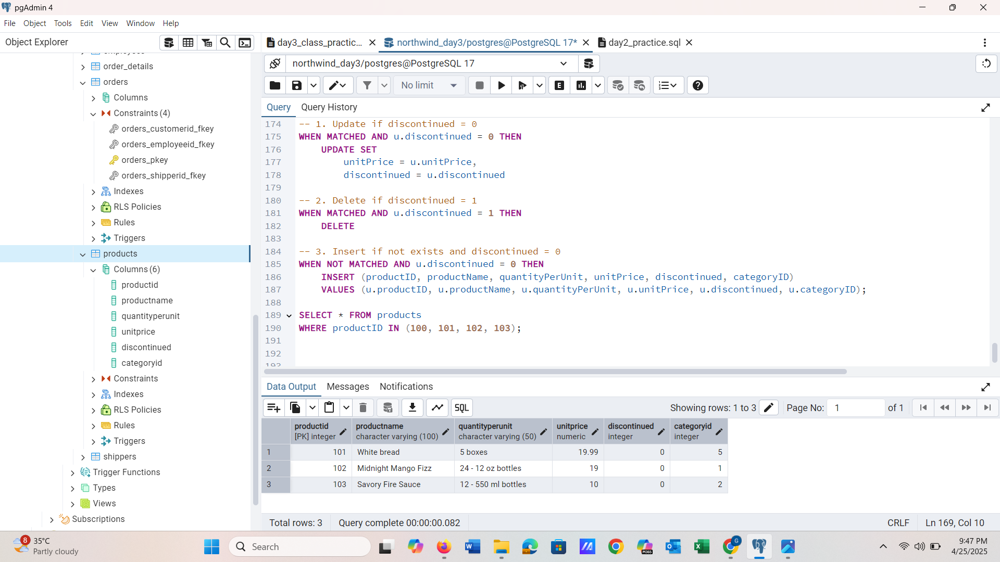 pgAdmin 4
File Object Tools Edit View Window Help
Object Explorer
day3_class_practic...
northwind_day3/postgres@PostgreSQL 17*
day2_practice.sql
northwind_day3/postgres@PostgreSQL 17
No limit
E
Query Query History
order_details
orders
Columns
Constraints (4)
orders_customerid_fkey
orders_employeeid_fkey
orders_pkey
orders_shipperid_fkey
Indexes
RLS Policies
Rules
Triggers
products
Columns (6)
productid
productname
quantityperunit
unitprice
discontinued
categoryid
Constraints
Indexes
RLS Policies
Rules
Triggers
shippers
Trigger Functions
Types
Views
Subscriptions
174 -- 1. Update if discontinued = 0
175 WHEN MATCHED AND u.discontinued = 0 THEN
176 UPDATE SET
177 unitPrice = u.unitPrice,
178 discontinued = u.discontinued
179
180 -- 2. Delete if discontinued = 1
181 WHEN MATCHED AND u.discontinued = 1 THEN
182 DELETE
183
184 -- 3. Insert if not exists and discontinued = 0
185 WHEN NOT MATCHED AND u.discontinued = 0 THEN
186 INSERT (productID, productName, quantityPerUnit, unitPrice, discontinued, categoryID)
187 VALUES (u.productID, u.productName, u.quantityPerUnit, u.unitPrice, u.discontinued, u.categoryID);
188
189 SELECT * FROM products
190 WHERE productID IN (100, 101, 102, 103);
191
192
Data Output Messages Notifications
SQL
Showing rows: 1 to 3
Page No: 1 of 1
productid productname quantityperunit unitprice discontinued categoryid
[PK] integer character varying (100) character varying (50) numeric integer integer
1 101 White bread 5 boxes 19.99 0 5
2 102 Midnight Mango Fizz 24 - 12 oz bottles 19 0 1
3 103 Savory Fire Sauce 12 - 550 ml bottles 10 0 2
Total rows: 3 Query complete 00:00:00.082 CRLF Ln 169, Col 10
8
35°C
Partly cloudy
Search
M365
G
9:47 PM
4/25/2025